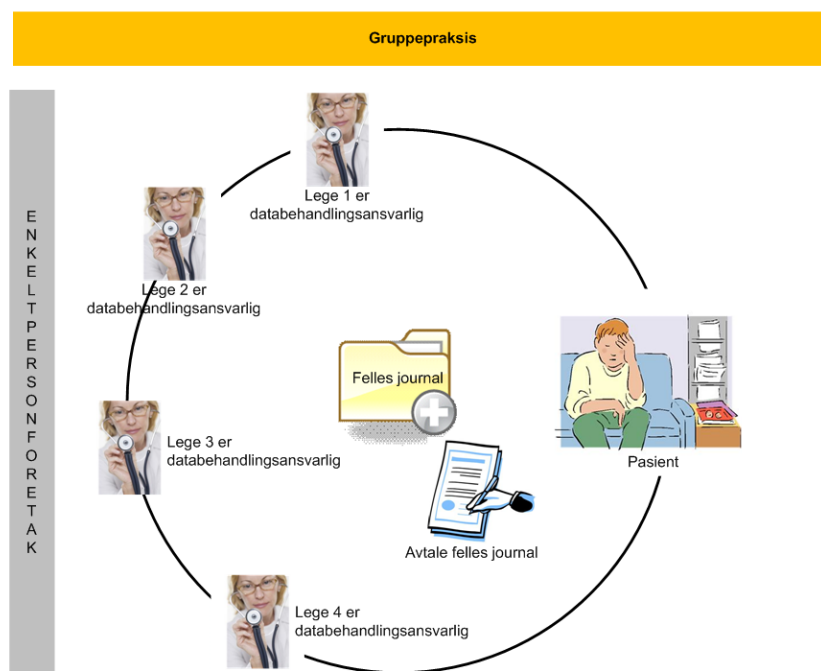 Gruppepraksis
ENKELTPERSONFORETAK
Lege 1 er
databehandlingsansvarlig
Lege 2 er
databehandlingsansvarlig
Felles journal
Lege 3 er
databehandlingsansvarlig
Pasient
Avtale felles journal
Lege 4 er
databehandlingsansvarlig